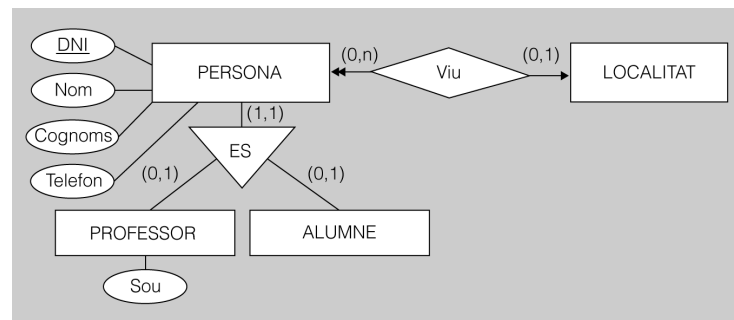 DNI
Nom
Cognoms
Telefon
PERSONA
(0,n)
Viu
(0,1)
LOCALITAT
(1,1)
ES
(0,1)
(0,1)
PROFESSOR
ALUMNE
Sou